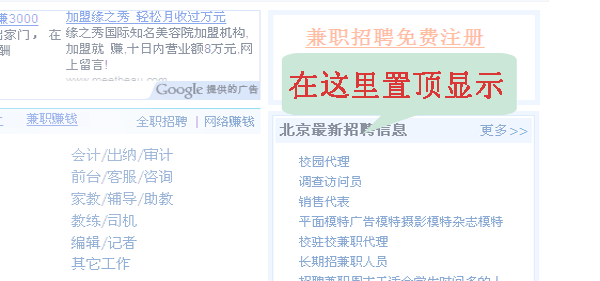 赚3000
出家门，在
酬
加盟缘之秀 轻松月收过万元
缘之秀国际知名美容院加盟机构,
加盟就 赚,十日内营业额8万元,网
上留言!
www.meetbeau.com
Google 提供的广告
兼职招聘免费注册
在这里置顶显示
兼职赚钱
全职招聘 | 网络赚钱
会计/出纳/审计
前台/客服/咨询
家教/辅导/助教
教练/司机
编辑/记者
其它工作
北京最新招聘信息
更多>>
校园代理
调查访问员
销售代表
平面模特广告模特摄影模特杂志模特
校驻校兼职代理
长期招兼职人员